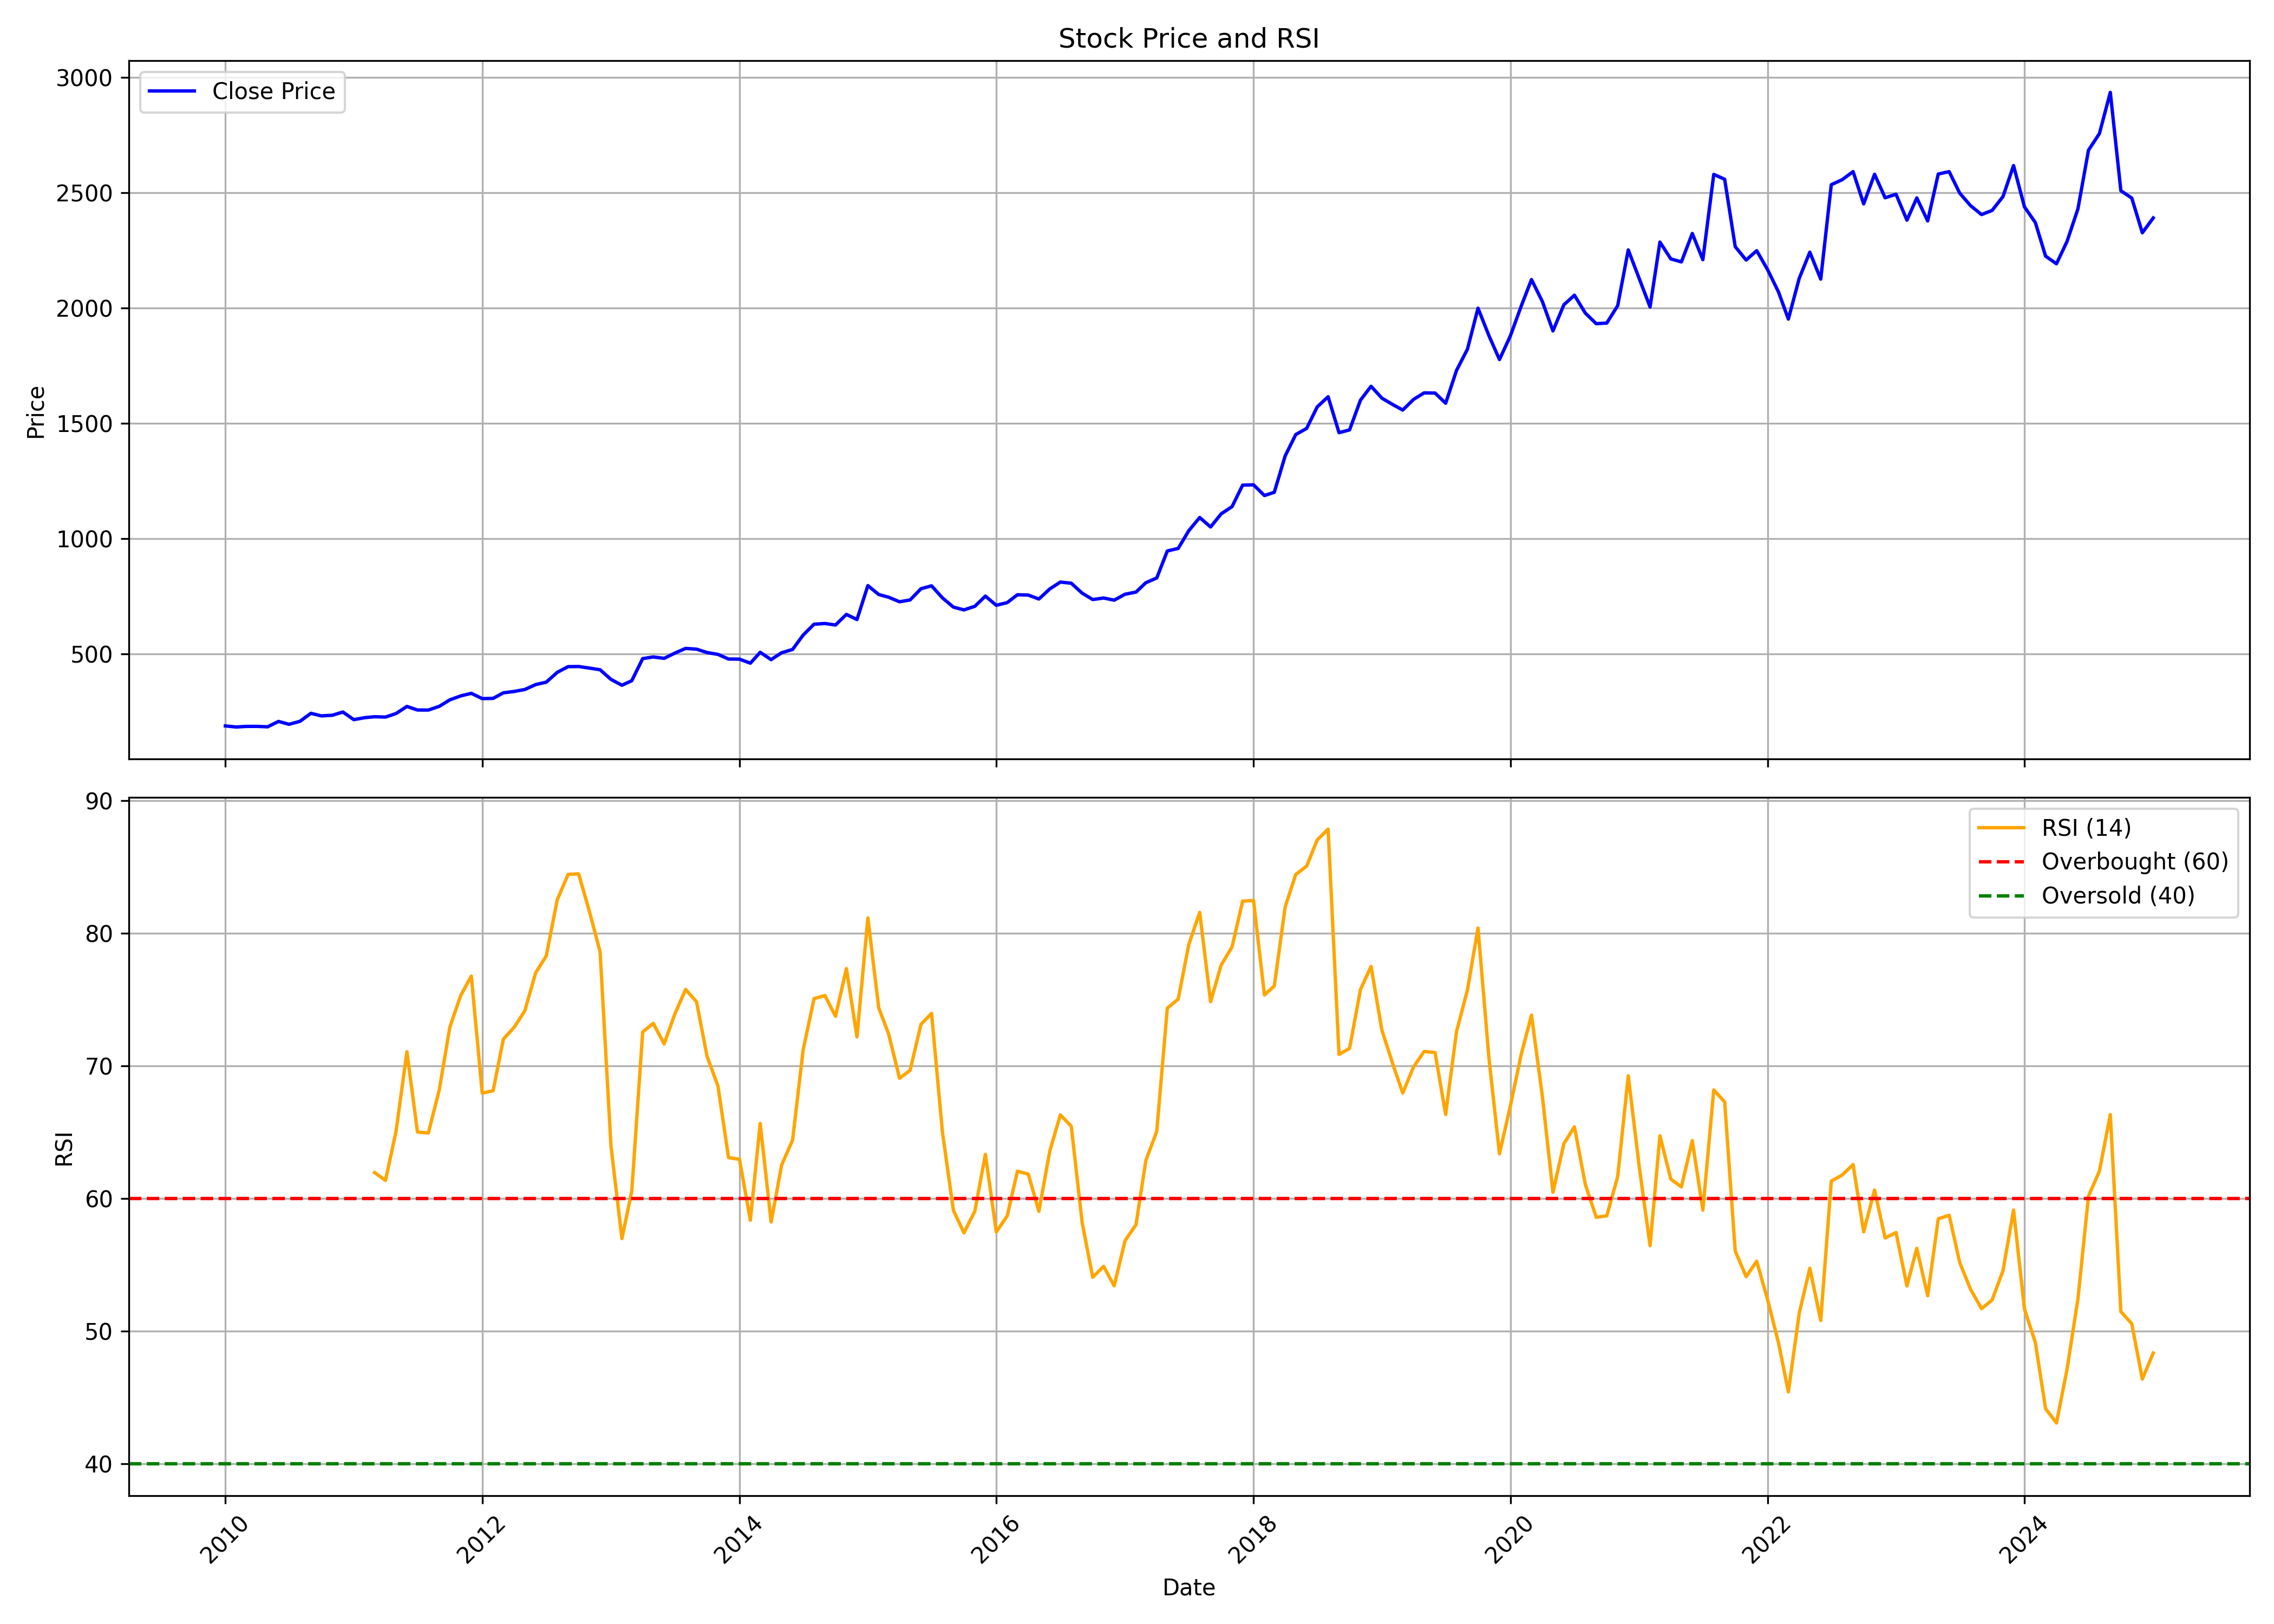 Stock Price and RSI
Close Price
3000
2500
2000
1500
1000
500
Price
RSI (14)
Overbought (60)
Oversold (40)
90
80
70
60
50
40
RSI
2010
2012
2014
2016
2018
2020
2022
2024
Date